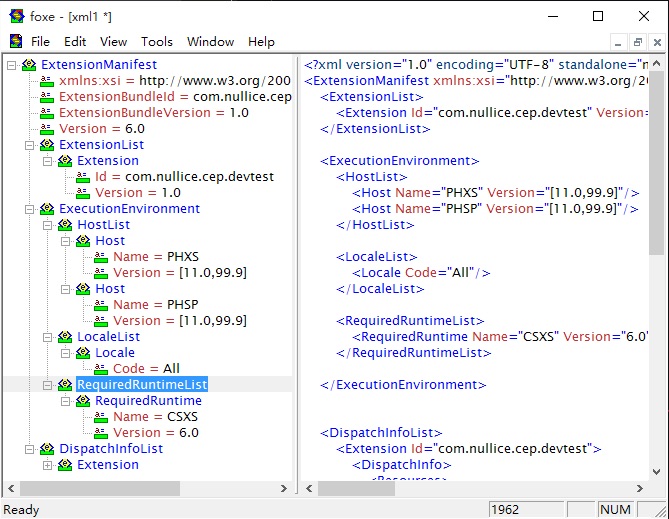 foxe - [xml1 *]
File Edit View Tools Window Help
ExtensionManifest
xmlns:xsi = http://www.w3.org/200
ExtensionBundleId = com.nullice.cep
ExtensionBundleVersion = 1.0
Version = 6.0
ExtensionList
Extension
Id = com.nullice.cep.devtest
Version = 1.0
ExecutionEnvironment
HostList
Host
Name = PHXS
Version = [11.0,99.9]
Host
Name = PHSP
Version = [11.0,99.9]
LocaleList
Locale
Code = All
RequiredRuntimeList
RequiredRuntime
Name = CSXS
Version = 6.0
DispatchInfoList
Extension
<?xml version="1.0" encoding="UTF-8" standalone="n
<ExtensionManifest xmlns:xsi="http://www.w3.org/20
<ExtensionList>
<Extension Id="com.nullice.cep.devtest" Version=
</ExtensionList>
<ExecutionEnvironment>
<HostList>
<Host Name="PHXS" Version="[11.0,99.9]"/>
<Host Name="PHSP" Version="[11.0,99.9]"/>
</HostList>
<LocaleList>
<Locale Code="All"/>
</LocaleList>
<RequiredRuntimeList>
<RequiredRuntime Name="CSXS" Version="6.0"
</RequiredRuntimeList>
</ExecutionEnvironment>
<DispatchInfoList>
<Extension Id="com.nullice.cep.devtest">
<DispatchInfo>
<Resources>
Ready 1962 NUM